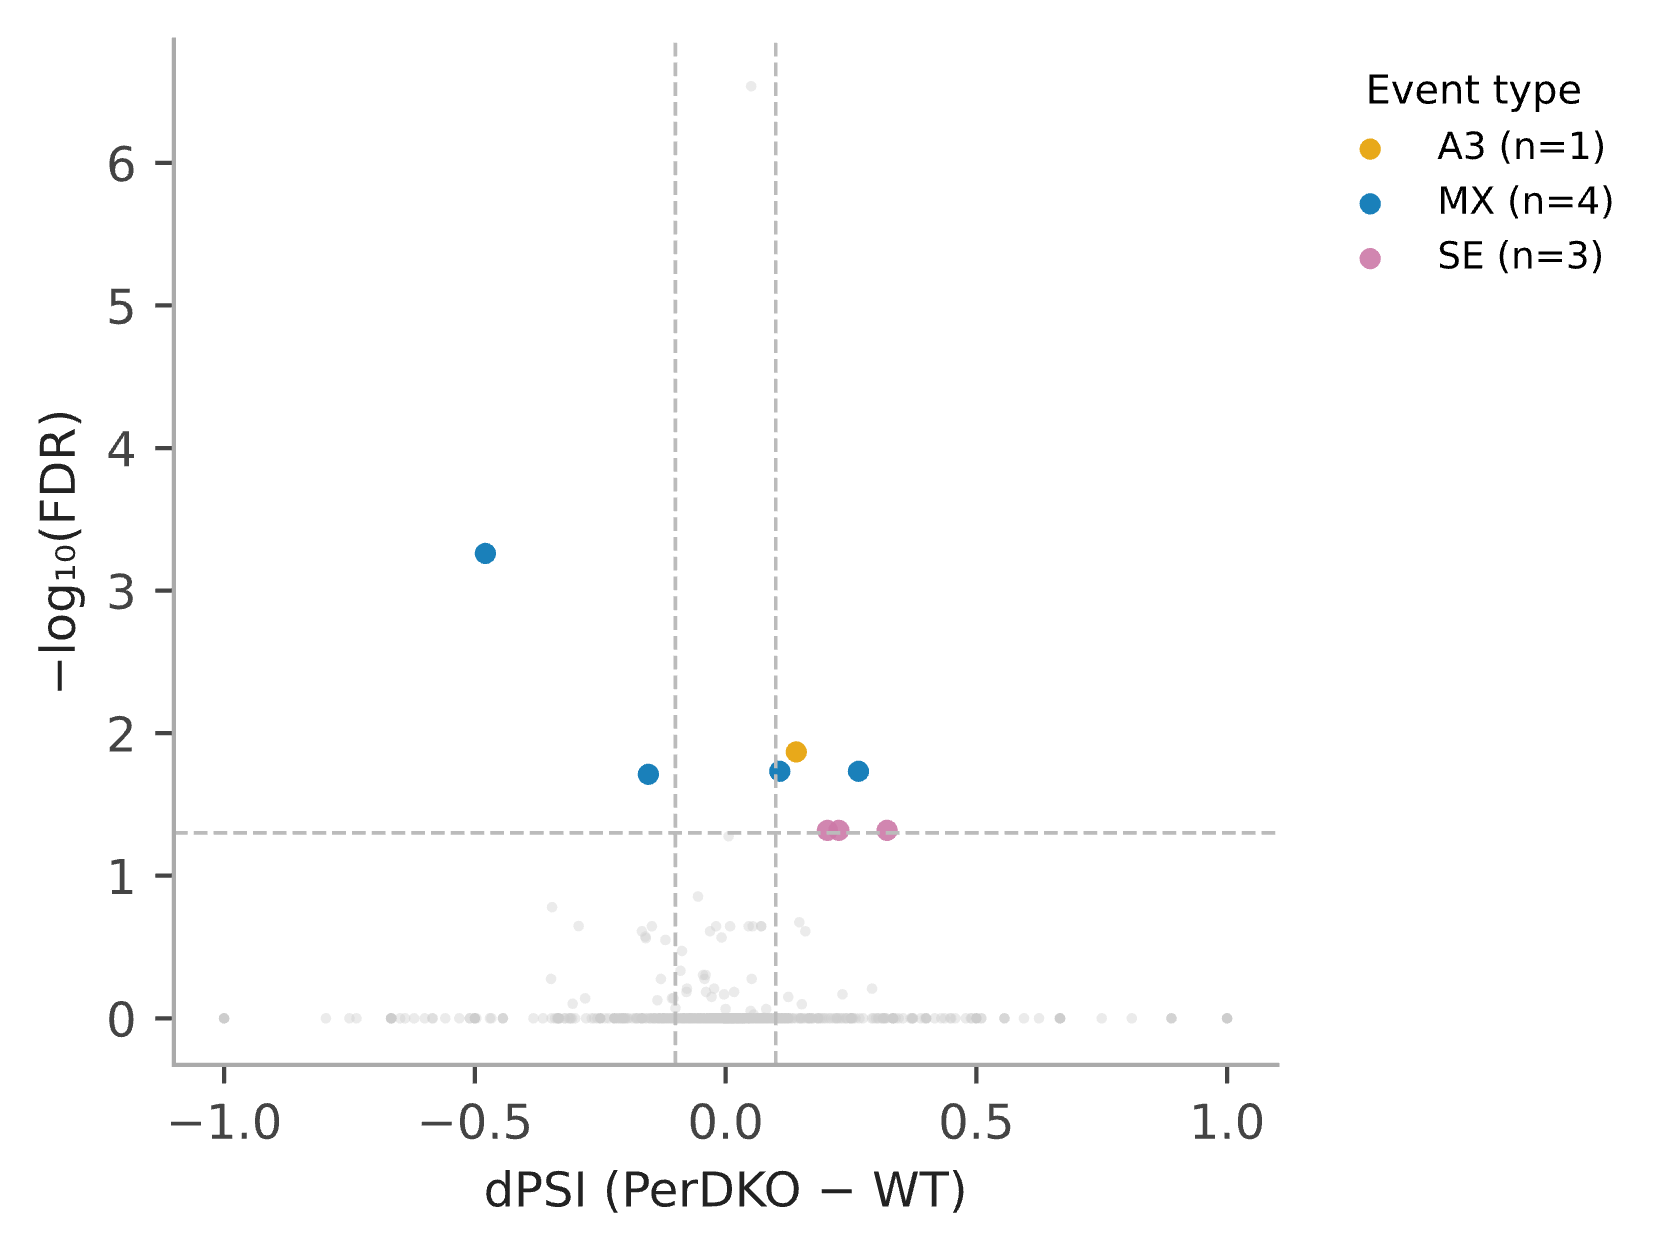 Event type
A3 (n=1)
MX (n=4)
SE (n=3)
−log₁₀(FDR)
6
5
4
3
2
1
0
−1.0
−0.5
0.0
0.5
1.0
dPSI (PerDKO − WT)